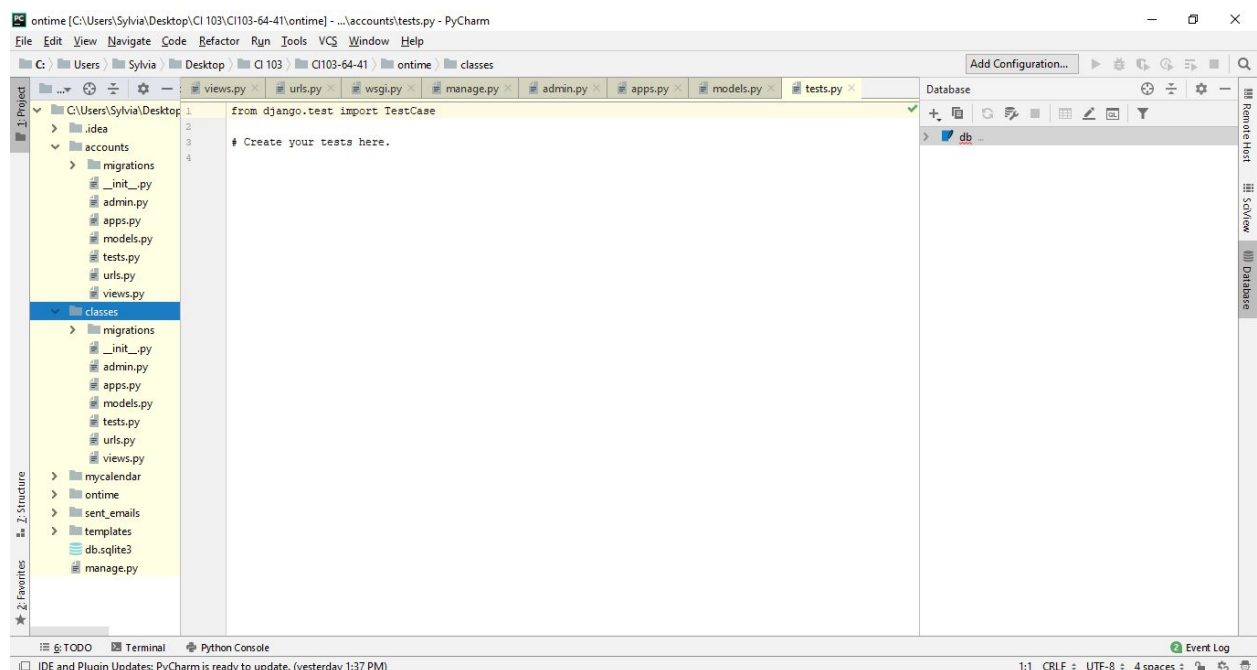 PC ontime [C:\Users\Sylvia\Desktop\CI 103\CI103-64-41\ontime] - ...\accounts\tests.py - PyCharm
File Edit View Navigate Code Refactor Run Tools VCS Window Help
C: Users Sylvia Desktop CI 103 CI103-64-41 ontime classes Add Configuration...
1: Project
... views.py urls.py wsgi.py manage.py admin.py apps.py models.py tests.py
Database
C:\Users\Sylvia\Desktop
.idea
accounts
migrations
__init__.py
admin.py
apps.py
models.py
tests.py
urls.py
views.py
classes
migrations
__init__.py
admin.py
apps.py
models.py
tests.py
urls.py
views.py
mycalendar
ontime
sent_emails
templates
db.sqlite3
manage.py
1 from django.test import TestCase
2
3 # Create your tests here.
4
QL
db ...
Remote Host
SciView
Database
Z: Structure
2: Favorites
6: TODO Terminal Python Console 2 Event Log
IDE and Plugin Updates: PyCharm is ready to update. (yesterday 1:37 PM) 1:1 CRLF UTF-8 4 spaces